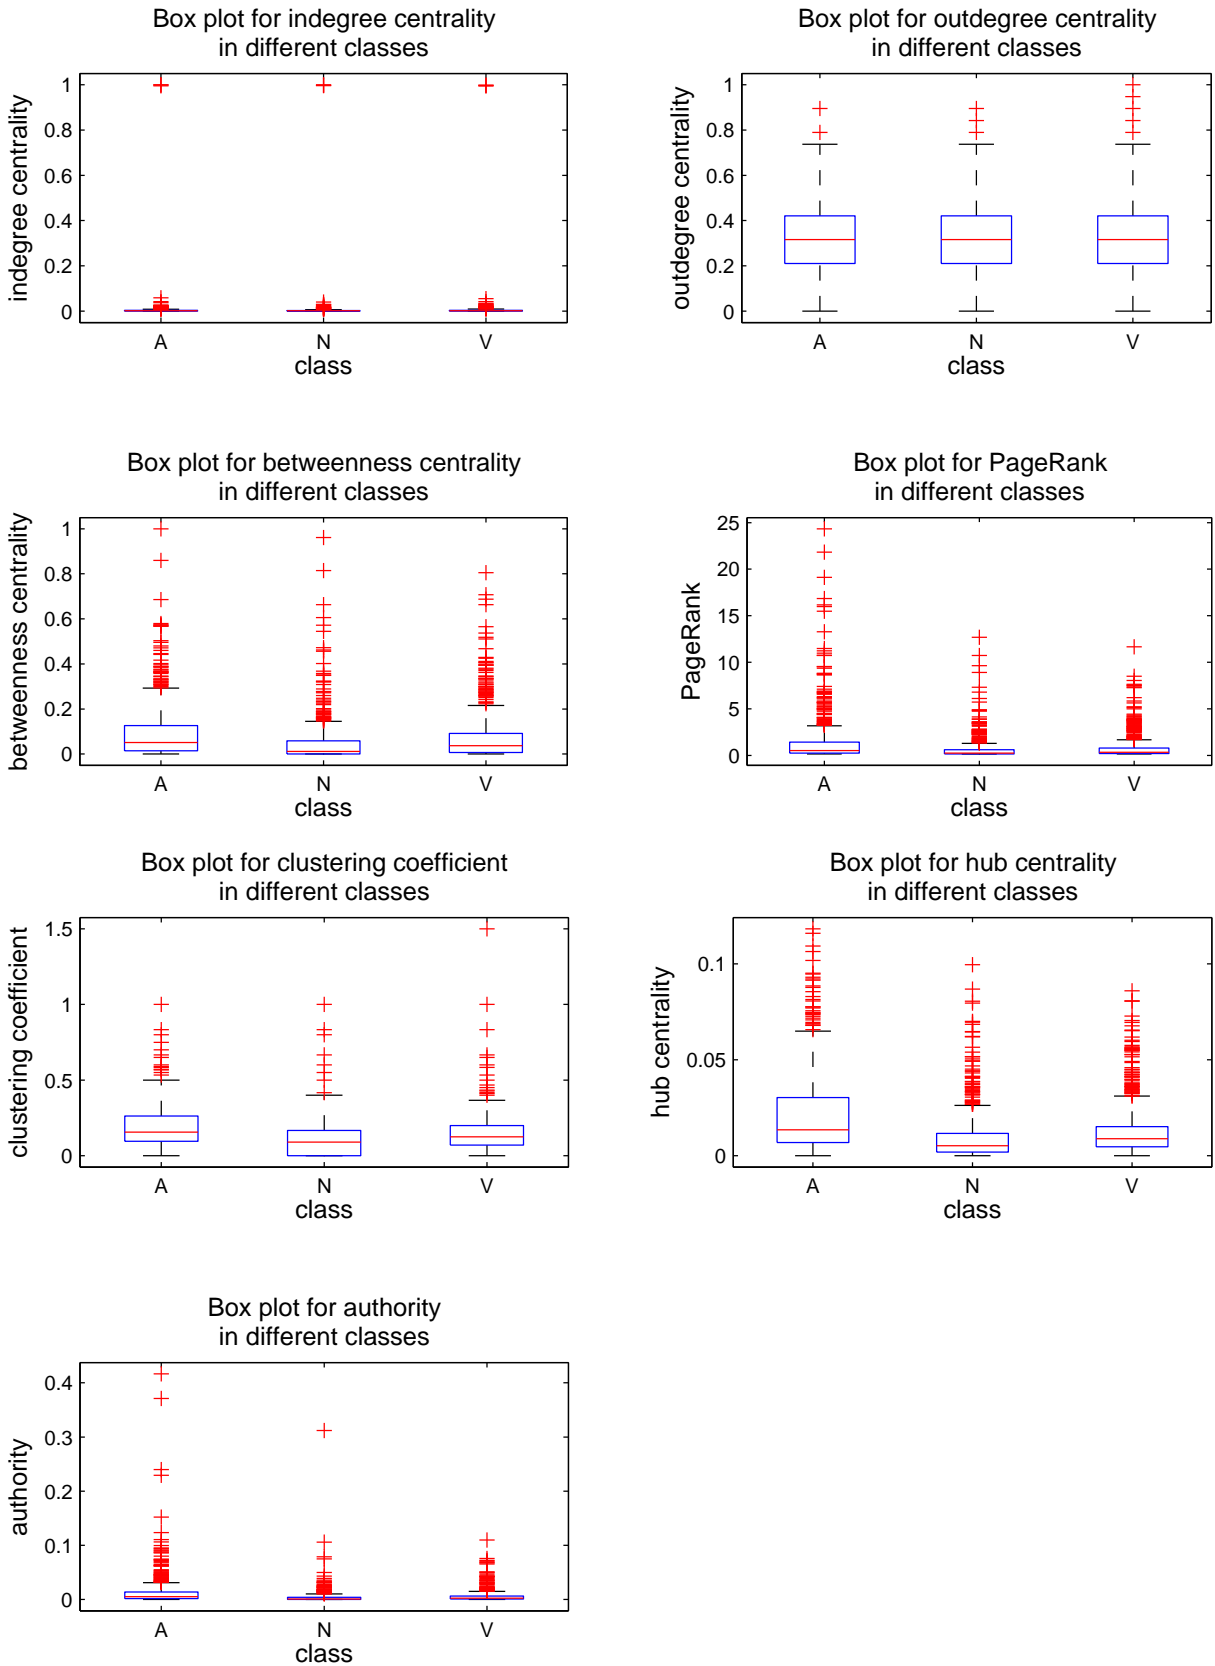 Box plot for indegree centrality
in different classes
indegree centrality
1
0.8
0.6
0.4
0.2
0
A N V
class
Box plot for outdegree centrality
in different classes
outdegree centrality
1
0.8
0.6
0.4
0.2
0
A N V
class
Box plot for betweenness centrality
in different classes
betweenness centrality
1
0.8
0.6
0.4
0.2
0
A N V
class
Box plot for PageRank
in different classes
PageRank
25
20
15
10
5
0
A N V
class
Box plot for clustering coefficient
in different classes
clustering coefficient
1.5
1
0.5
0
A N V
class
Box plot for hub centrality
in different classes
hub centrality
0.1
0.05
0
A N V
class
Box plot for authority
in different classes
authority
0.4
0.3
0.2
0.1
0
A N V
class